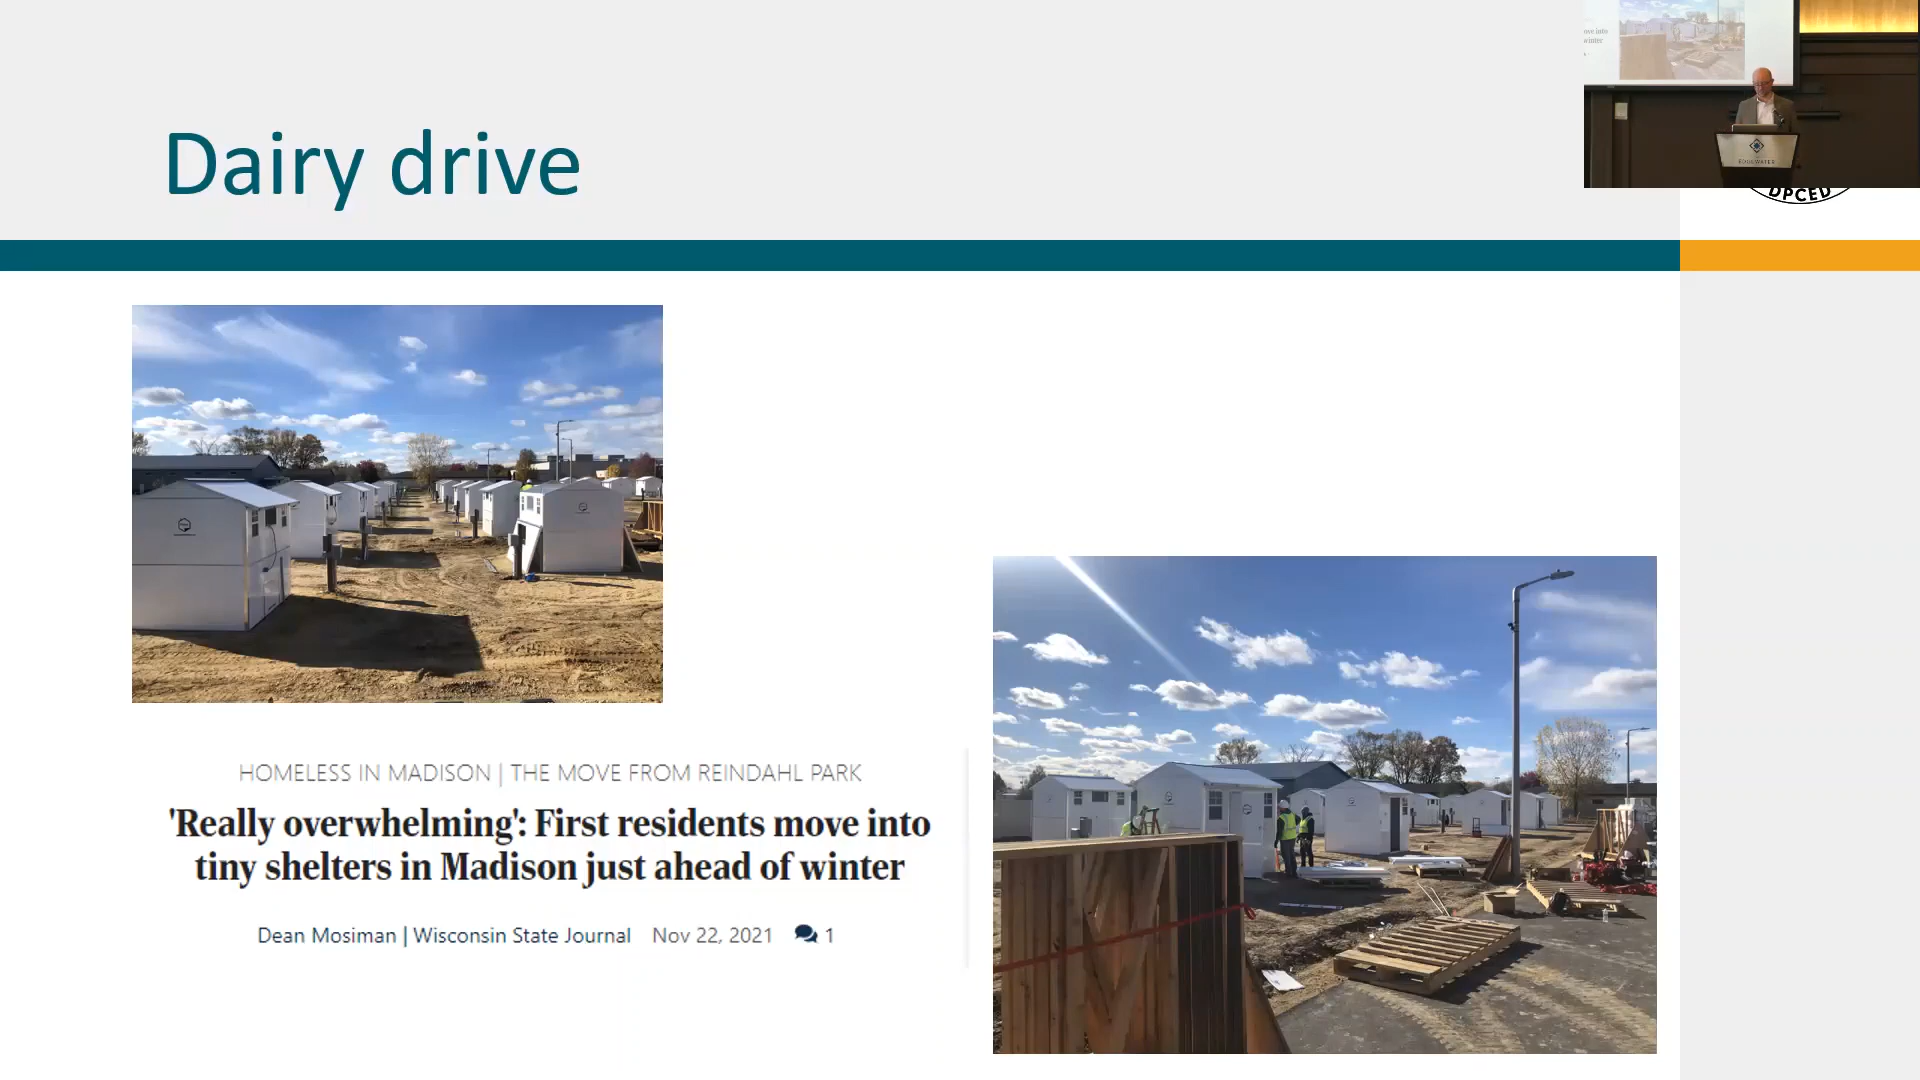 Dairy drive
DPCED
EDGEWATER
HOMELESS IN MADISON | THE MOVE FROM REINDAHL PARK
'Really overwhelming': First residents move into
tiny shelters in Madison just ahead of winter
Dean Mosiman | Wisconsin State Journal Nov 22, 2021 1